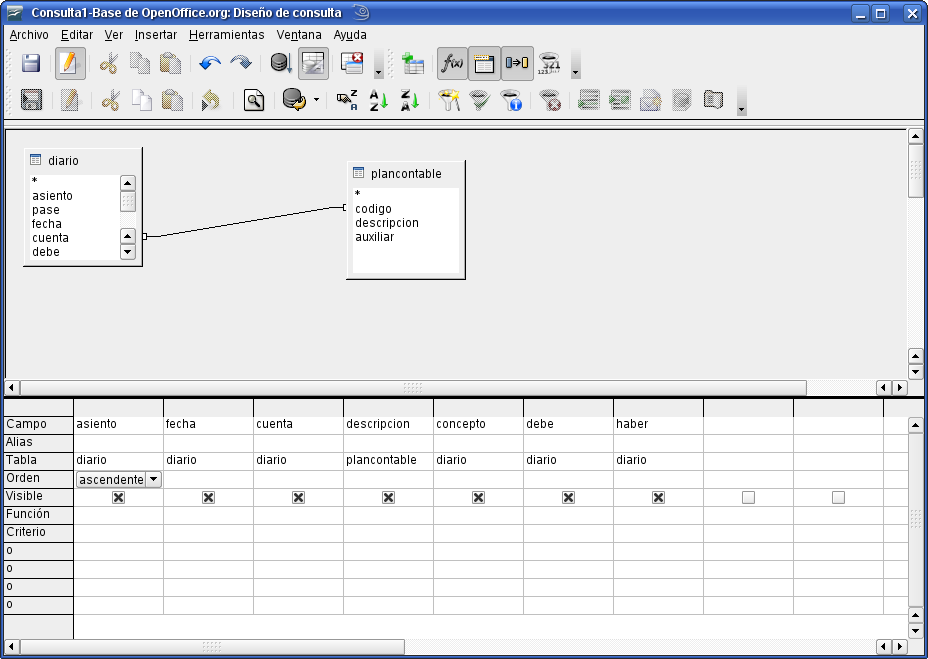 Consulta1-Base de OpenOffice.org: Diseño de consulta
Archivo Editar Ver Insertar Herramientas Ventana Ayuda
diario
*
asiento
pase
fecha
cuenta
debe
plancontable
*
codigo
descripcion
auxiliar
Campo asiento fecha cuenta descripcion concepto debe haber
Alias
Tabla diario diario diario plancontable diario diario diario
Orden ascendente
Visible
Función
Criterio
o
o
o
o